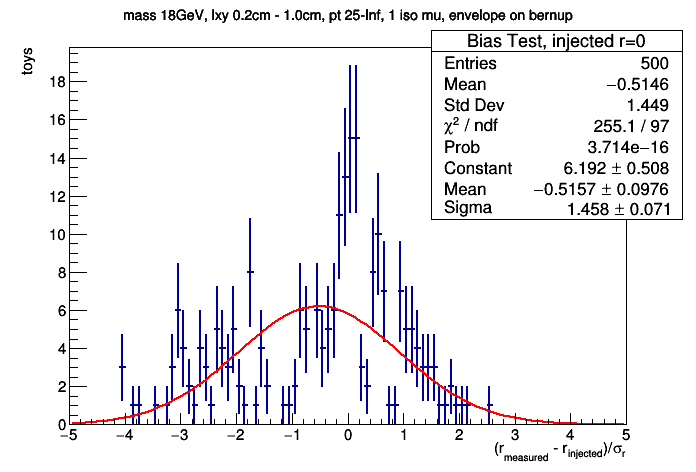 mass 18GeV, lxy 0.2cm - 1.0cm, pt 25-Inf, 1 iso mu, envelope on bernup
Bias Test, injected r=0
Entries 500
Mean −0.5146
Std Dev 1.449
χ² / ndf 255.1 / 97
Prob 3.714e−16
Constant 6.192 ± 0.508
Mean −0.5157 ± 0.0976
Sigma 1.458 ± 0.071
toys
18
16
14
12
10
8
6
4
2
0
−5 −4 −3 −2 −1 0 1 2 3 4 5
(r_measured - r_injected)/σ_r